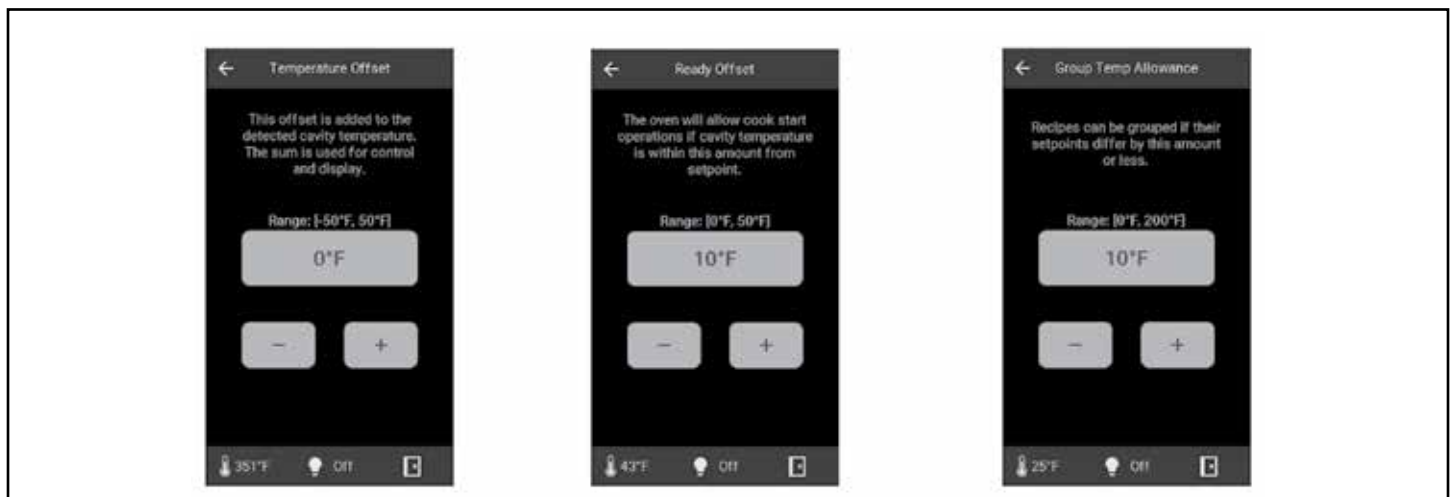 Temperature Offset
This offset is added to the
detected cavity temperature.
The sum is used for control
and display.
Range: [-50°F, 50°F]
0°F
−
+
351°F
Off
Ready Offset
The oven will allow cook start
operations if cavity temperature
is within this amount from
setpoint.
Range: [0°F, 50°F]
10°F
−
+
43°F
Off
Group Temp Allowance
Recipes can be grouped if their
setpoints differ by this amount
or less.
Range: [0°F, 200°F]
10°F
−
+
25°F
Off